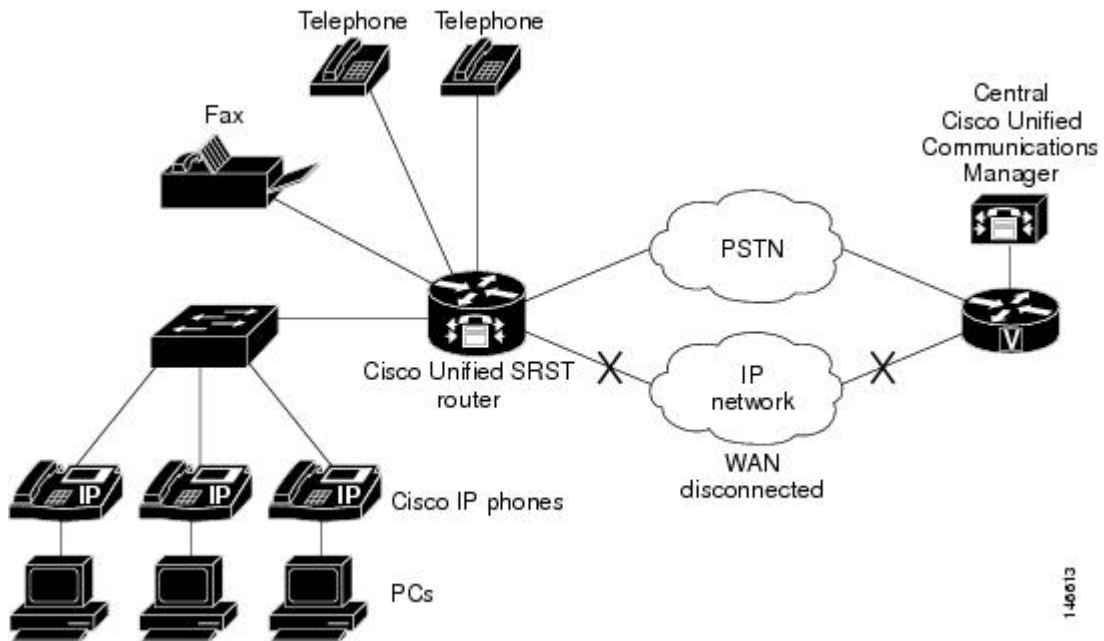 Telephone
Telephone
Fax
Central
Cisco Unified
Communications
Manager
PSTN
V
Cisco Unified SRST
router
IP
network
WAN
disconnected
IP
IP
IP
Cisco IP phones
PCs
146613